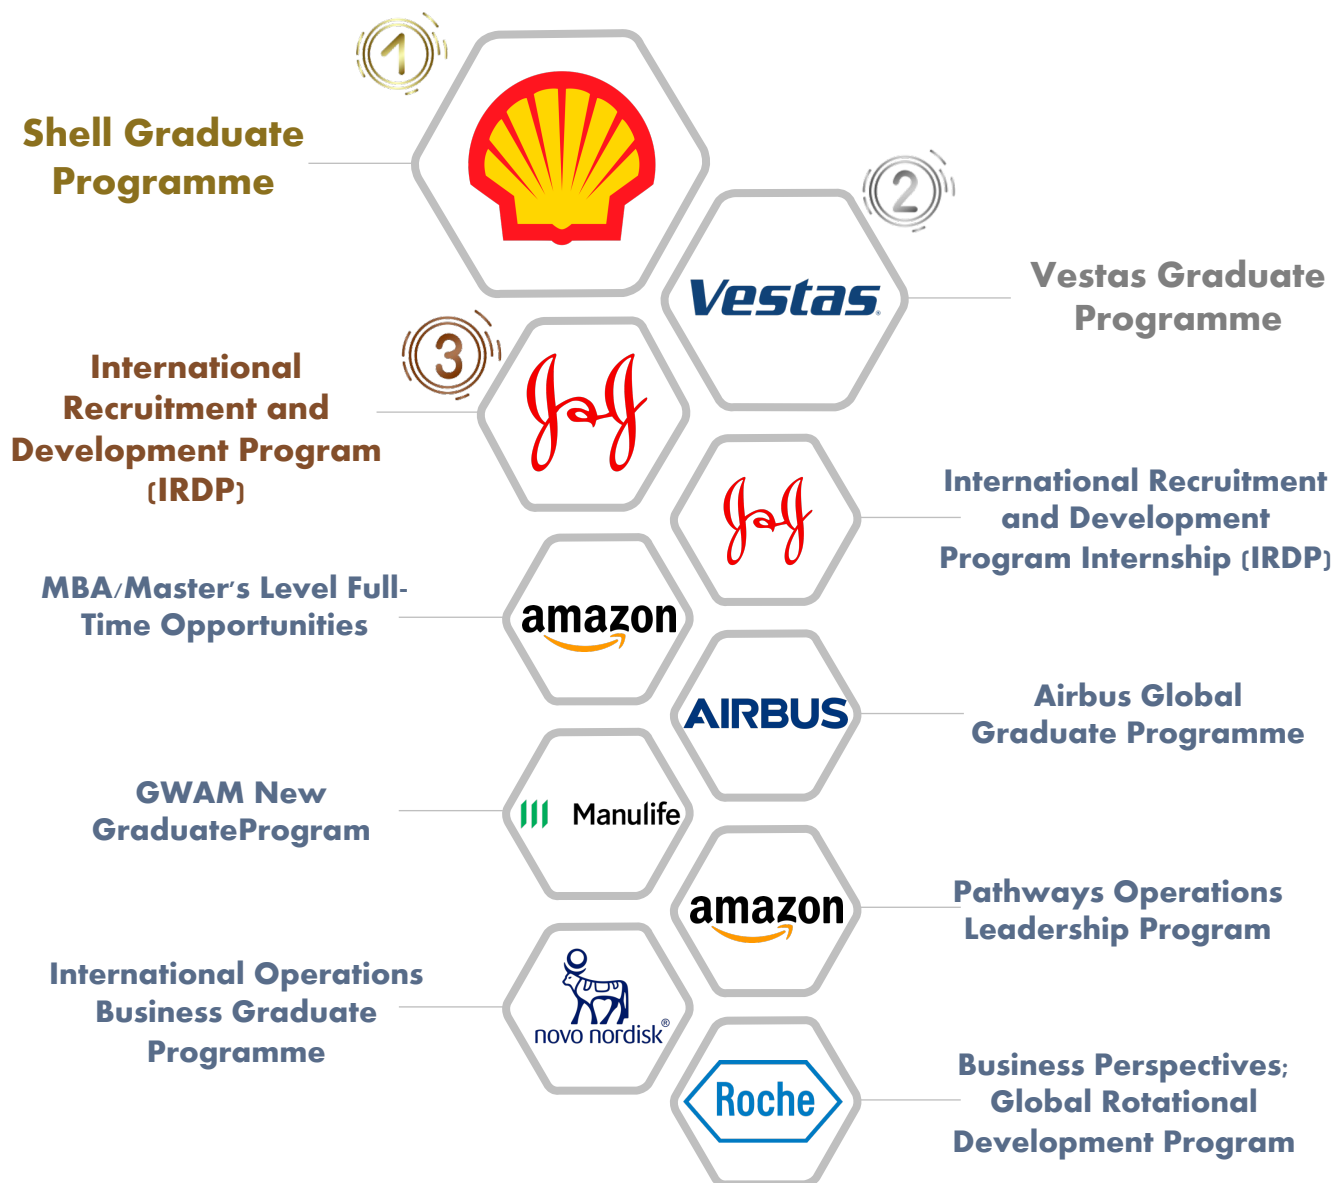 1
Shell Graduate
Programme
2
Vestas®
Vestas Graduate
Programme
3
International
Recruitment and
Development Program
(IRDP)
J&J
J&J
International Recruitment
and Development
Program Internship (IRDP)
MBA/Master's Level Full-
Time Opportunities
amazon
AIRBUS
Airbus Global
Graduate Programme
GWAM New
GraduateProgram
Manulife
amazon
Pathways Operations
Leadership Program
International Operations
Business Graduate
Programme
novo nordisk®
Roche
Business Perspectives;
Global Rotational
Development Program